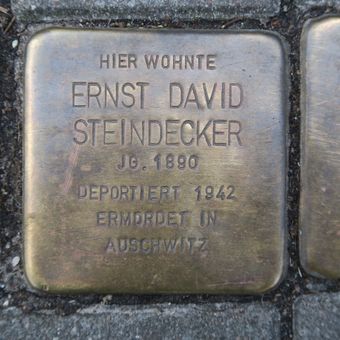 HIER WOHNTE
ERNST DAVID
STEINDECKER
JG. 1890
DEPORTIERT 1942
ERMORDET IN
AUSCHWITZ